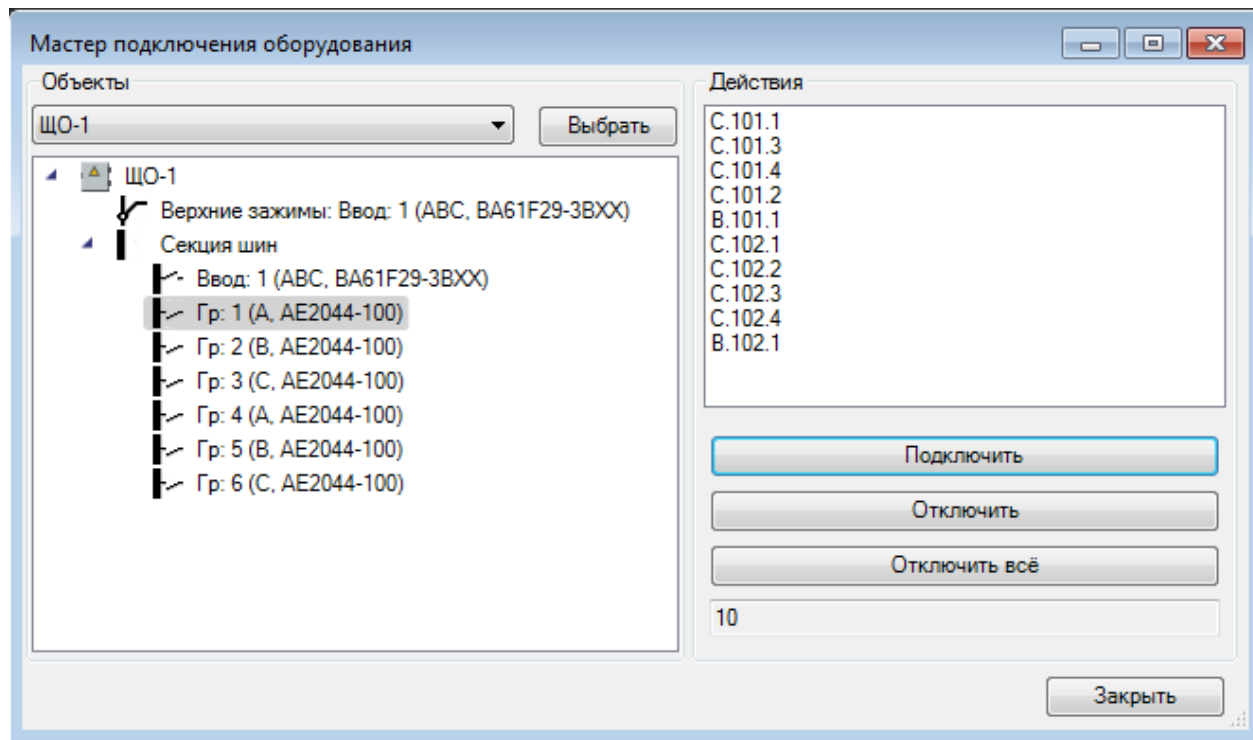 Мастер подключения оборудования
Объекты
ЩО-1
Выбрать
ЩО-1
Верхние зажимы: Ввод: 1 (ABC, BA61F29-3BXX)
Секция шин
Ввод: 1 (ABC, BA61F29-3BXX)
Гр: 1 (A, AE2044-100)
Гр: 2 (B, AE2044-100)
Гр: 3 (C, AE2044-100)
Гр: 4 (A, AE2044-100)
Гр: 5 (B, AE2044-100)
Гр: 6 (C, AE2044-100)
Действия
С.101.1
С.101.3
С.101.4
С.101.2
В.101.1
С.102.1
С.102.2
С.102.3
С.102.4
В.102.1
Подключить
Отключить
Отключить всё
10
Закрыть